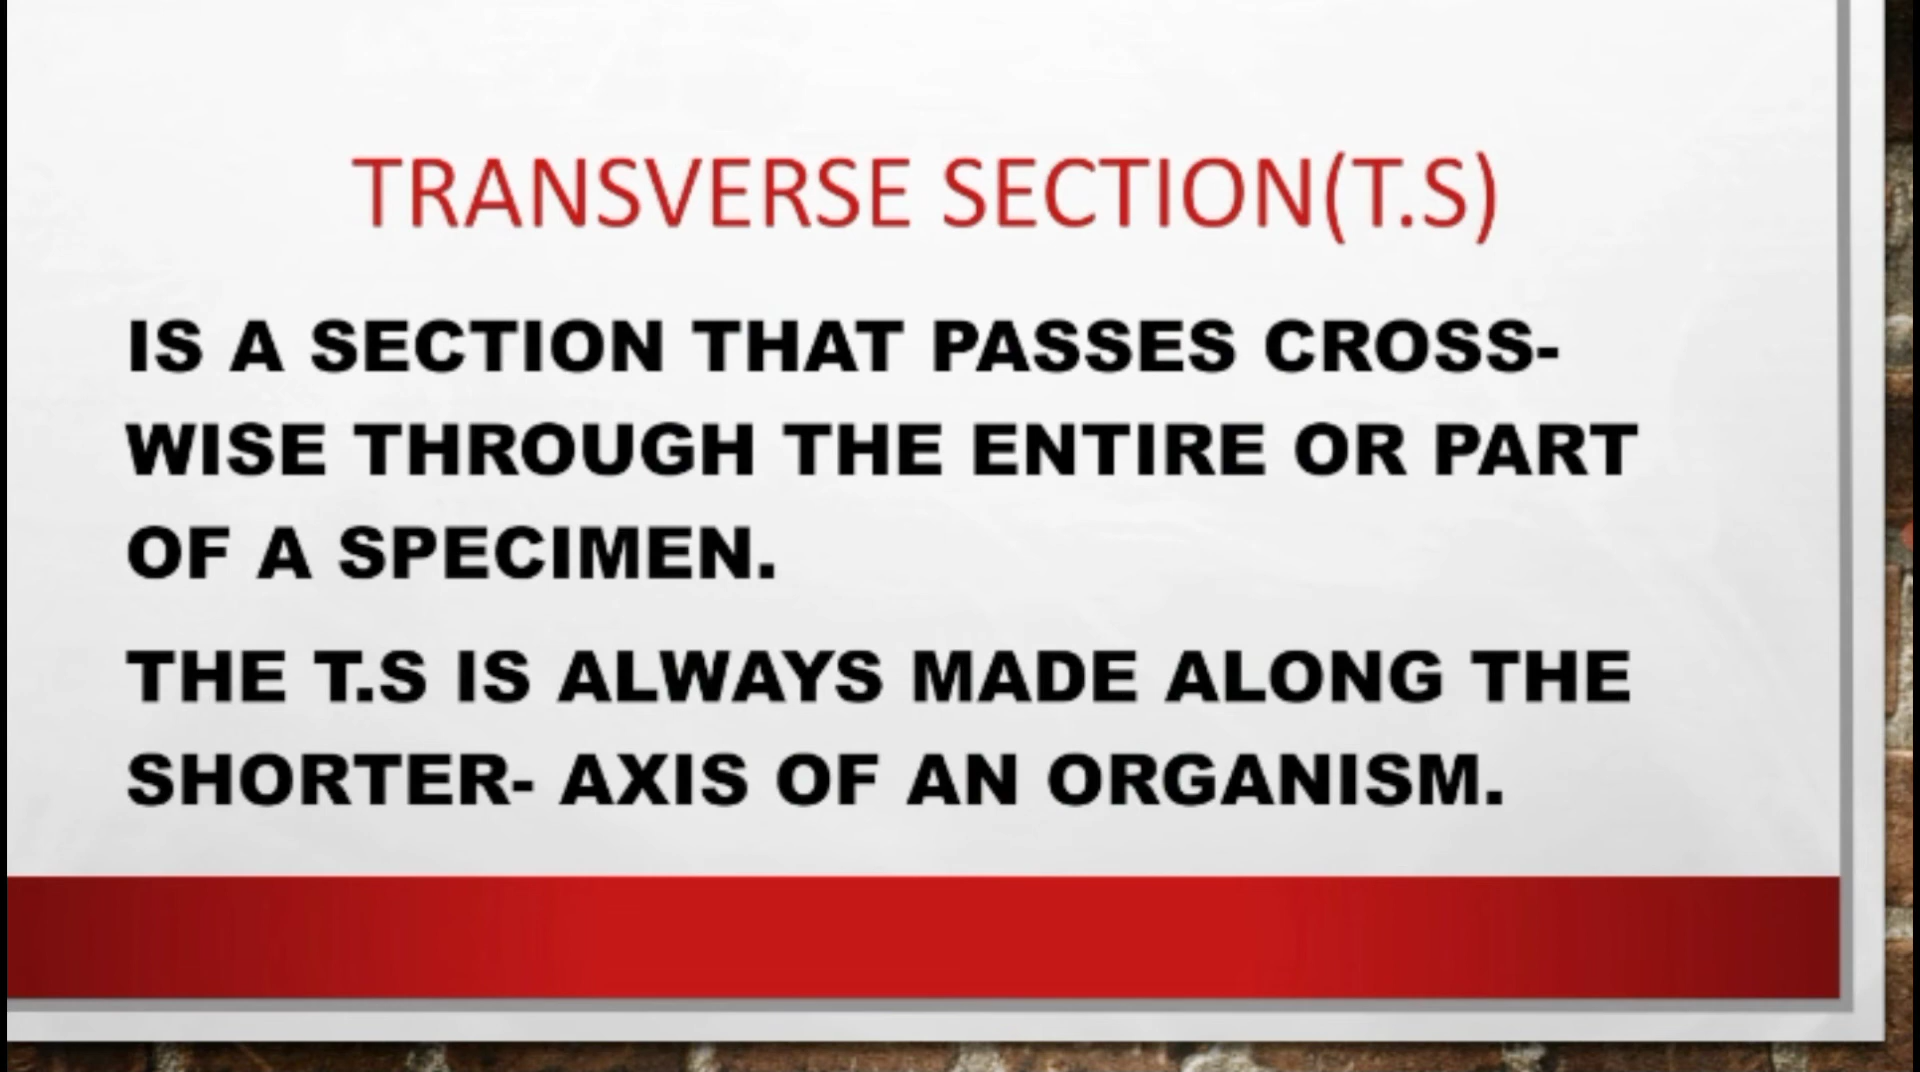 TRANSVERSE SECTION(T.S)
IS A SECTION THAT PASSES CROSS-
WISE THROUGH THE ENTIRE OR PART
OF A SPECIMEN.
THE T.S IS ALWAYS MADE ALONG THE
SHORTER- AXIS OF AN ORGANISM.